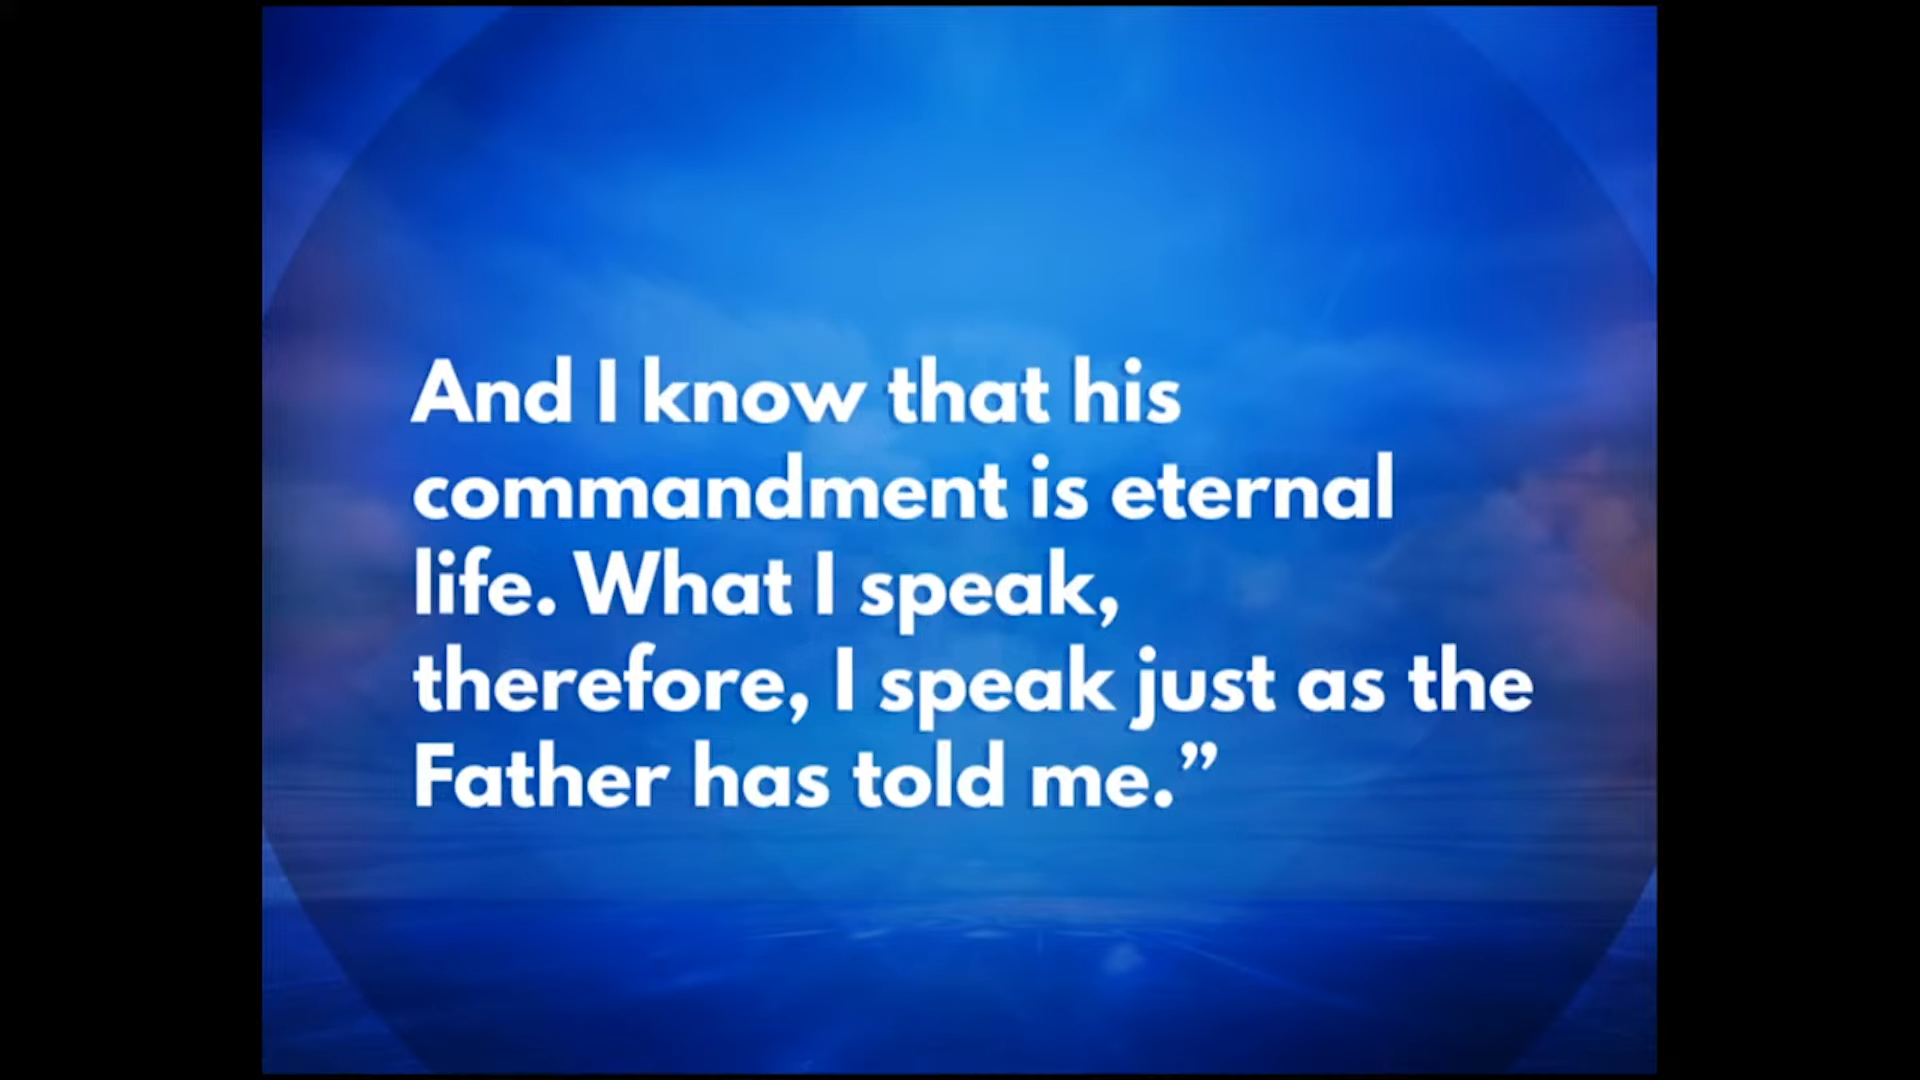 And I know that his
commandment is eternal
life. What I speak,
therefore, I speak just as the
Father has told me.”